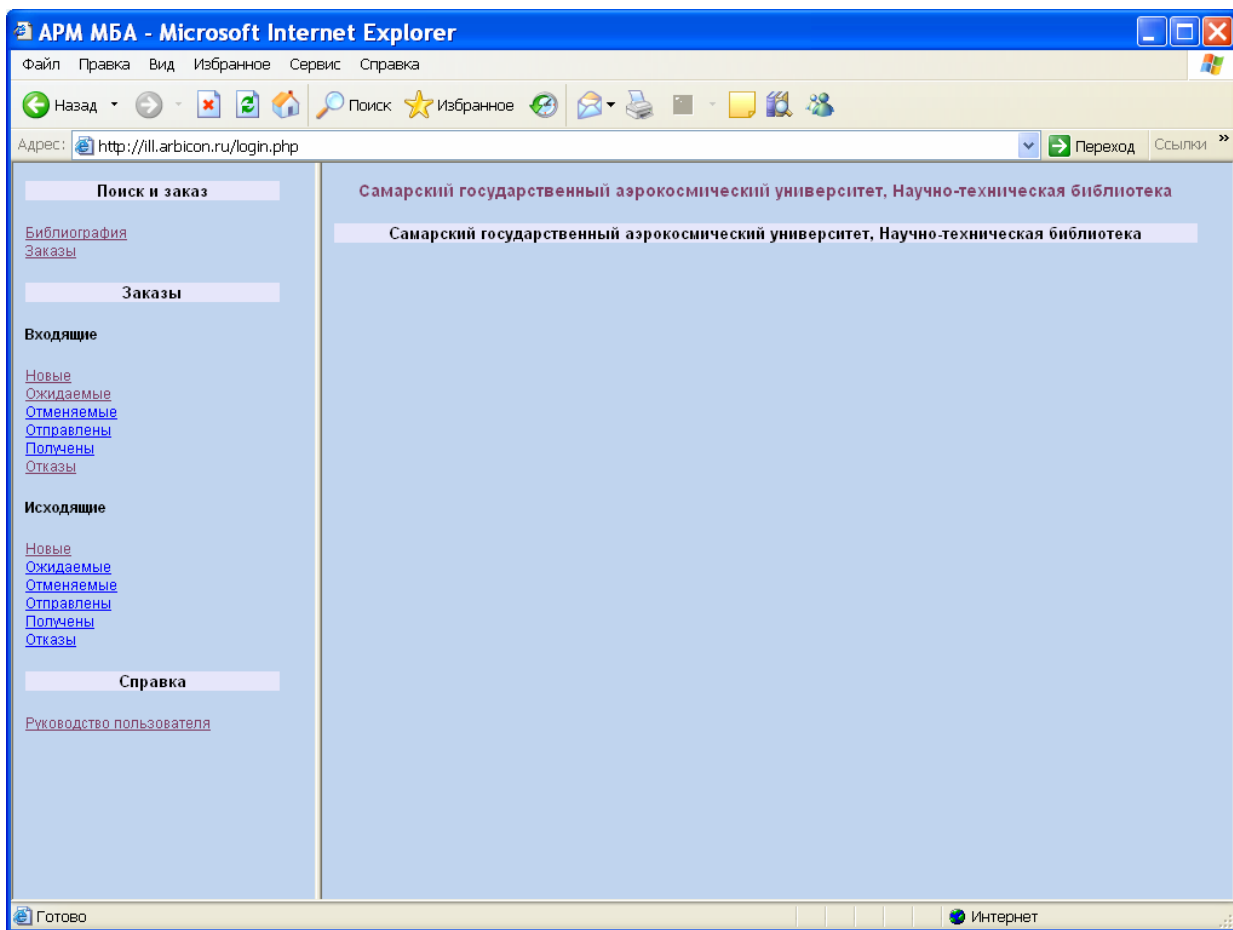 АРМ МБА - Microsoft Internet Explorer
Файл Правка Вид Избранное Сервис Справка
Назад Поиск Избранное
Адрес: http://ill.arbicon.ru/login.php Переход Ссылки »
Поиск и заказ
Библиография
Заказы
Заказы
Входящие
Новые
Ожидаемые
Отменяемые
Отправлены
Получены
Отказы
Исходящие
Новые
Ожидаемые
Отменяемые
Отправлены
Получены
Отказы
Справка
Руководство пользователя
Самарский государственный аэрокосмический университет, Научно-техническая библиотека
Самарский государственный аэрокосмический университет, Научно-техническая библиотека
Готово Интернет